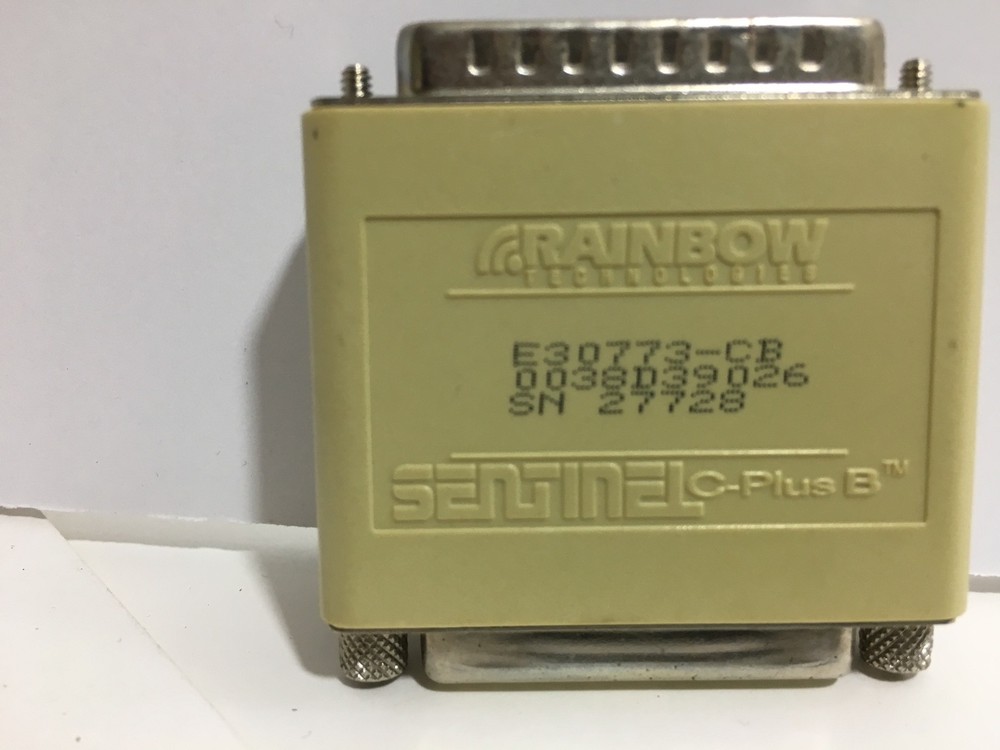 RAINBOW
TECHNOLOGIES
E30773-CB
0038D39026
SN 27728
SENTINEL C-Plus B™